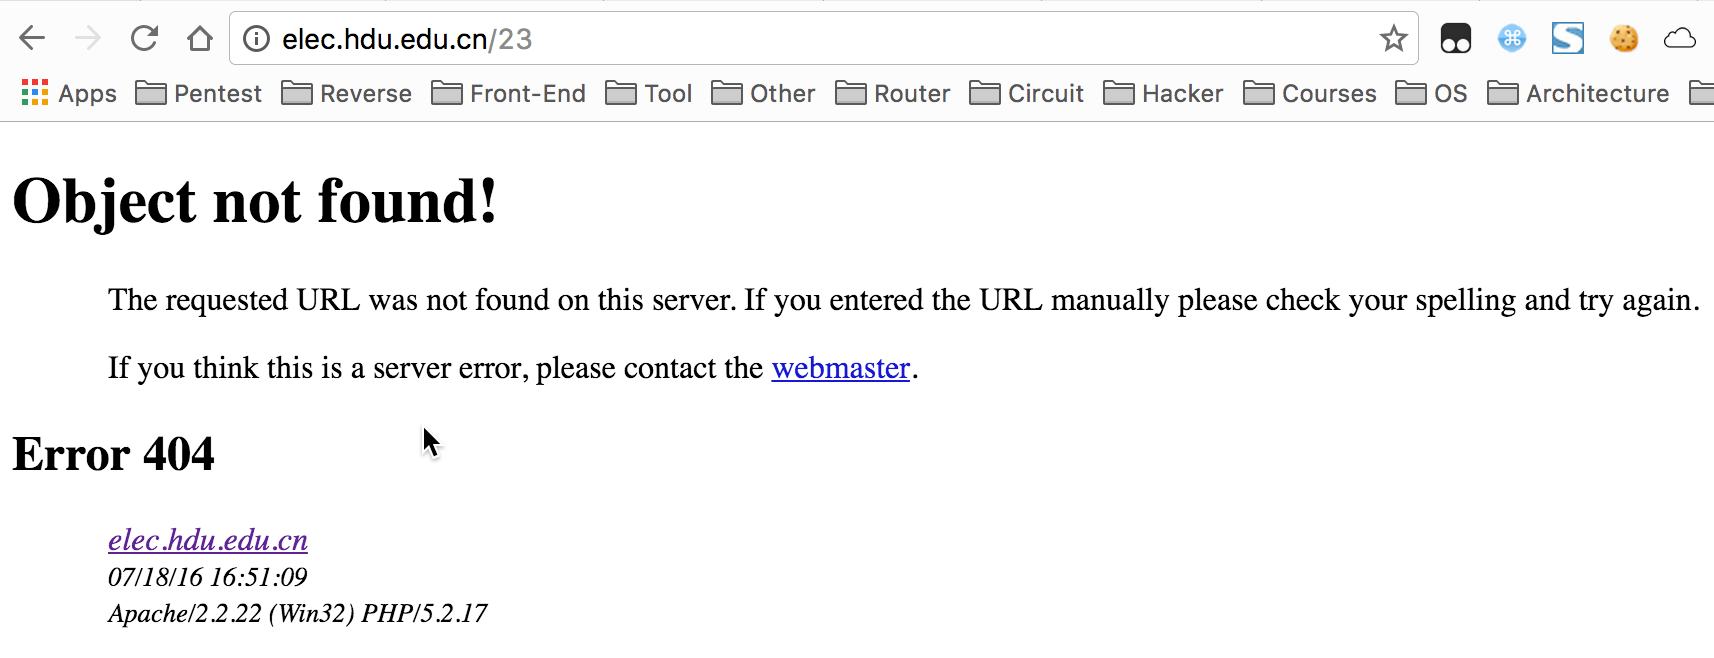 elec.hdu.edu.cn/23
Apps Pentest Reverse Front-End Tool Other Router Circuit Hacker Courses OS Architecture
Object not found!
The requested URL was not found on this server. If you entered the URL manually please check your spelling and try again.
If you think this is a server error, please contact the webmaster.
Error 404
elec.hdu.edu.cn
07/18/16 16:51:09
Apache/2.2.22 (Win32) PHP/5.2.17